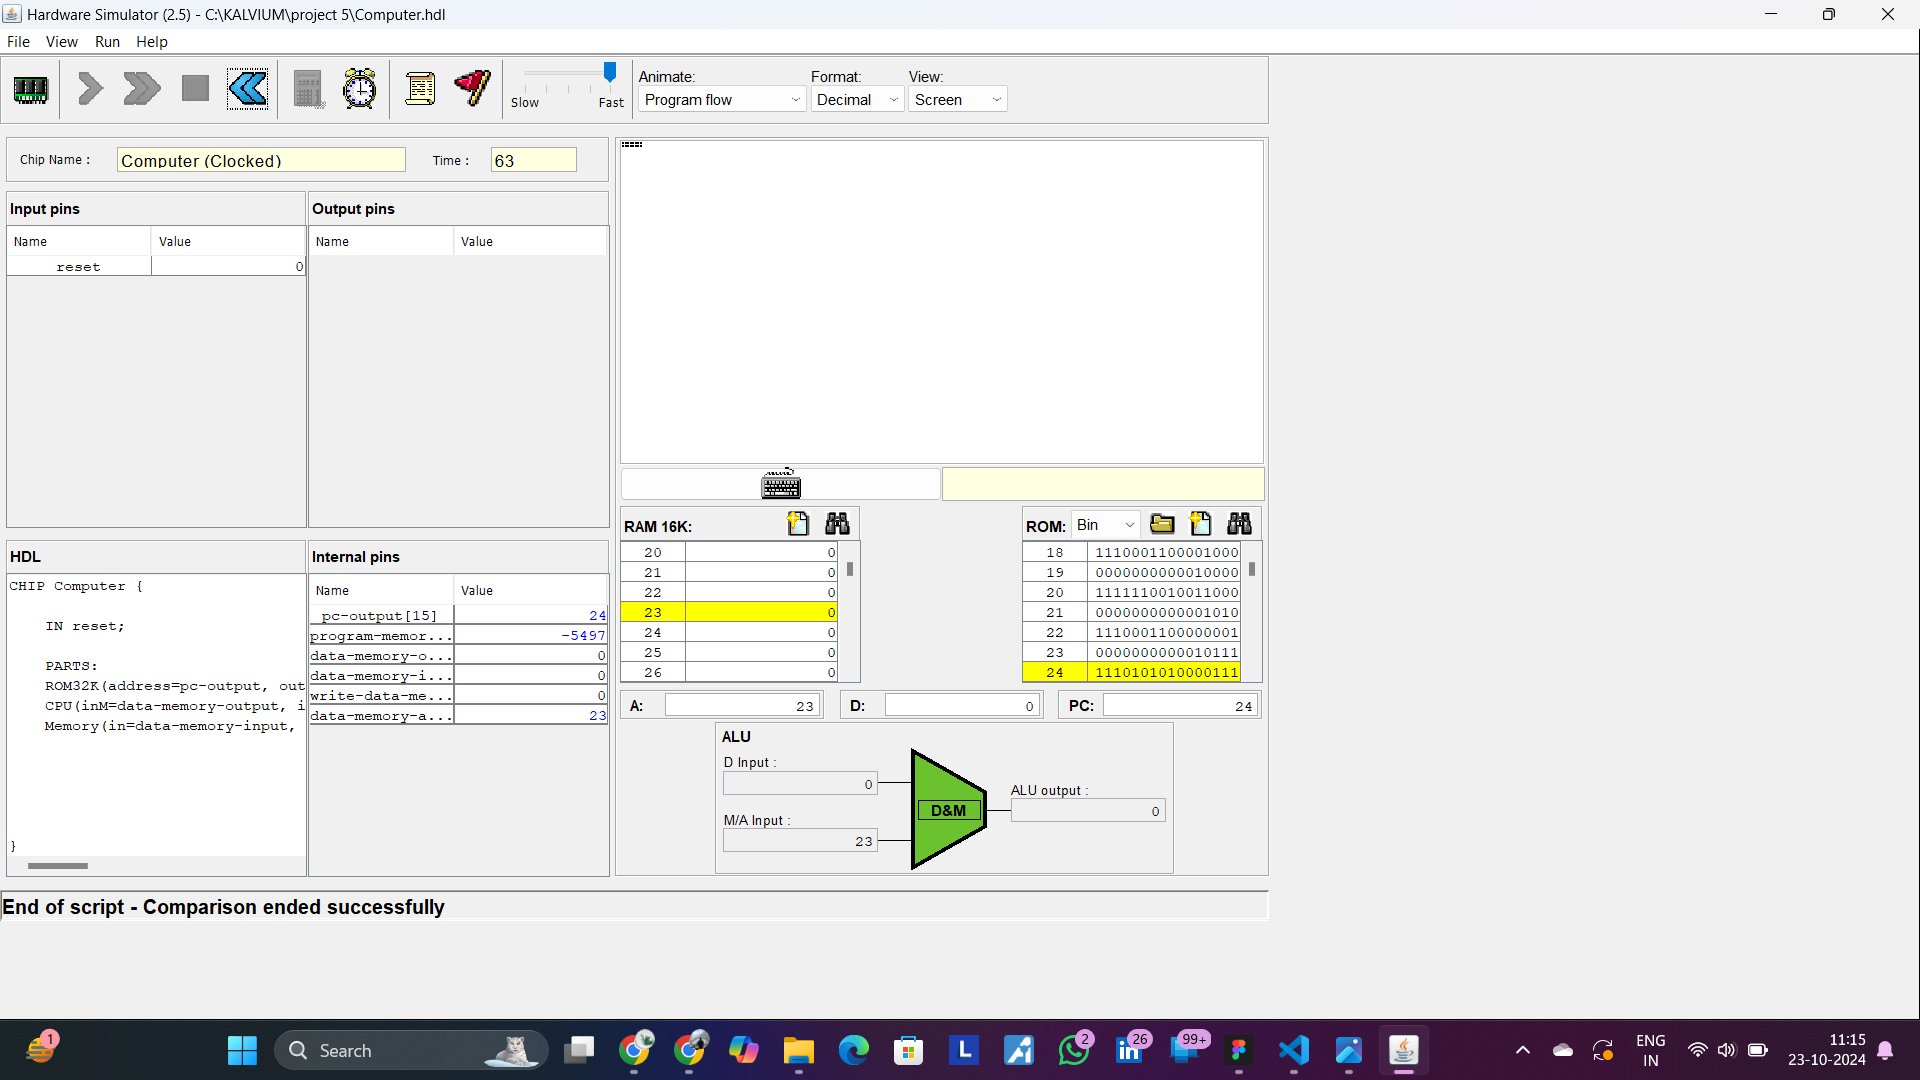 Hardware Simulator (2.5) - C:\KALVIUM\project 5\Computer.hdl
File View Run Help
Slow Fast
Animate: Format: View:
Program flow Decimal Screen
Chip Name : Computer (Clocked) Time : 63
Input pins
Name Value
reset 0
Output pins
Name Value
HDL
CHIP Computer {
IN reset;
PARTS:
ROM32K(address=pc-output, out
CPU(inM=data-memory-output, i
Memory(in=data-memory-input,
}
Internal pins
Name Value
pc-output[15] 24
program-memor... -5497
data-memory-o... 0
data-memory-i... 0
write-data-me... 0
data-memory-a... 23
RAM 16K:
20 0
21 0
22 0
23 0
24 0
25 0
26 0
ROM: Bin
18 1110001100001000
19 0000000000010000
20 1111110010011000
21 0000000000001010
22 1110001100000001
23 0000000000010111
24 1110101010000111
A: 23 D: 0 PC: 24
ALU
D Input :
0
M/A Input :
23
D&M
ALU output :
0
End of script - Comparison ended successfully
1
Search
L
2
26
99+
ENG
IN
11:15
23-10-2024